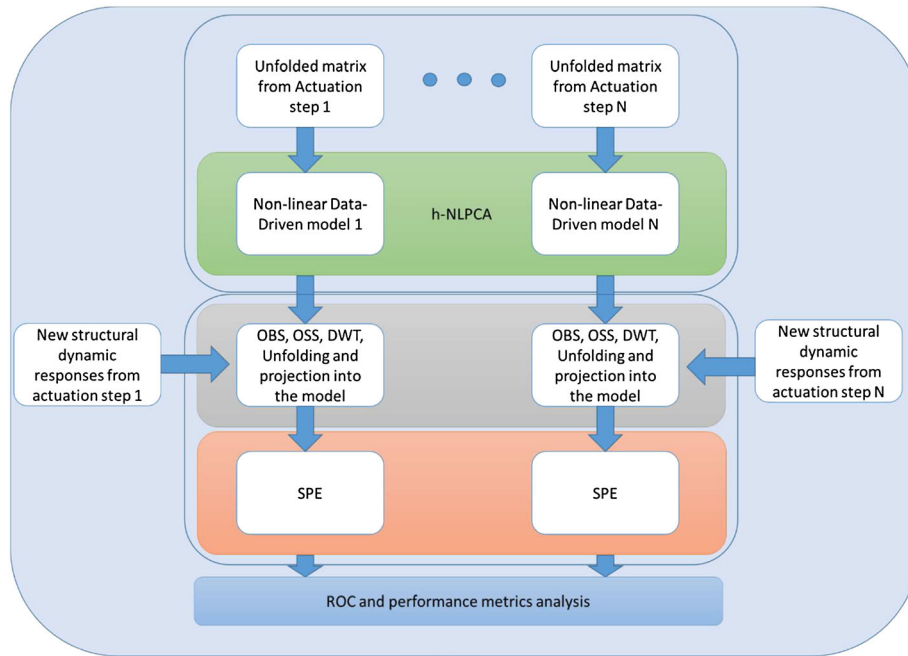 Unfolded matrix
from Actuation
step 1
Unfolded matrix
from Actuation
step N
Non-linear Data-
Driven model 1
h-NLPCA
Non-linear Data-
Driven model N
New structural
dynamic
responses from
actuation step 1
OBS, OSS, DWT,
Unfolding and
projection into
the model
OBS, OSS, DWT,
Unfolding and
projection into
the model
New structural
dynamic
responses from
actuation step N
SPE
SPE
ROC and performance metrics analysis